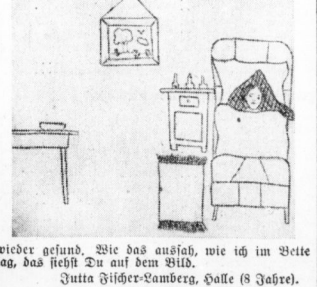 wieder gesund. Wie das aussah, wie ich im Bette
lag, das siehst Du auf dem Bild.
Jutta Fischer-Lamberg, Halle (8 Jahre).